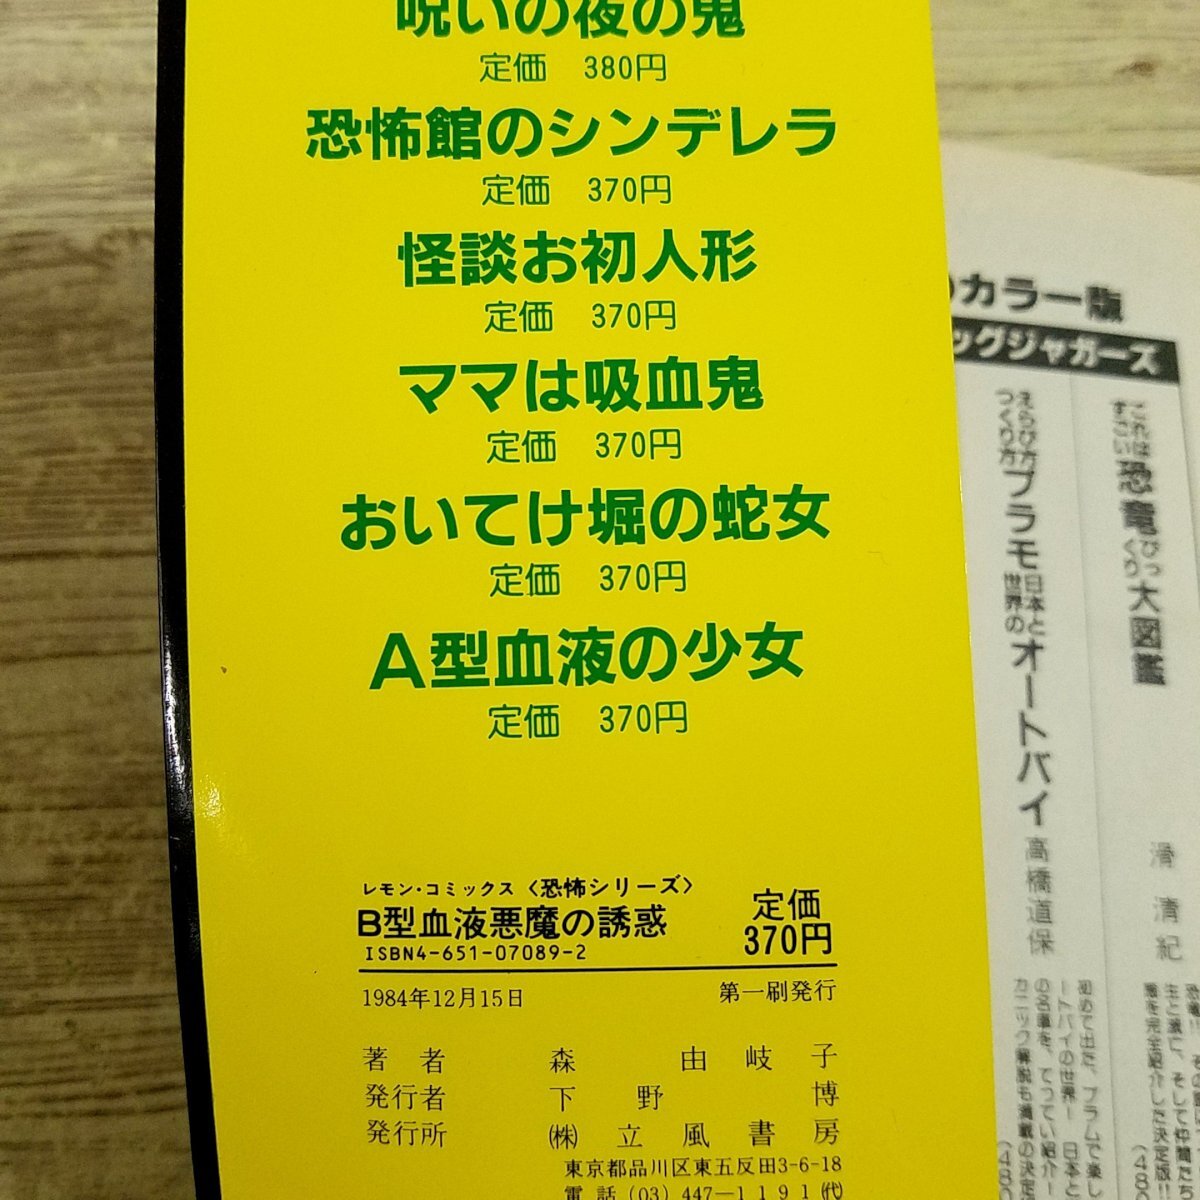 呪いの夜の鬼
定価 380円
恐怖館のシンデレラ
定価 370円
怪談お初人形
定価 370円
ママは吸血鬼
定価 370円
おいてけ堀の蛇女
定価 370円
A型血液の少女
定価 370円
レモン・コミックス〈恐怖シリーズ〉
B型血液悪魔の誘惑
ISBN4-651-07089-2
定価
370円
1984年12月15日 第一刷発行
著者 森 由岐子
発行者 下野 博
発行所 ㈱立風書房
東京都品川区東五反田3-6-18
電話(03)447―1191㈹
カラー版
ッグジャガーズ
これはすごい恐竜びっくり大図鑑
滑清紀
えらび方つくり方プラモ日本と世界のオートバイ
高橋道保